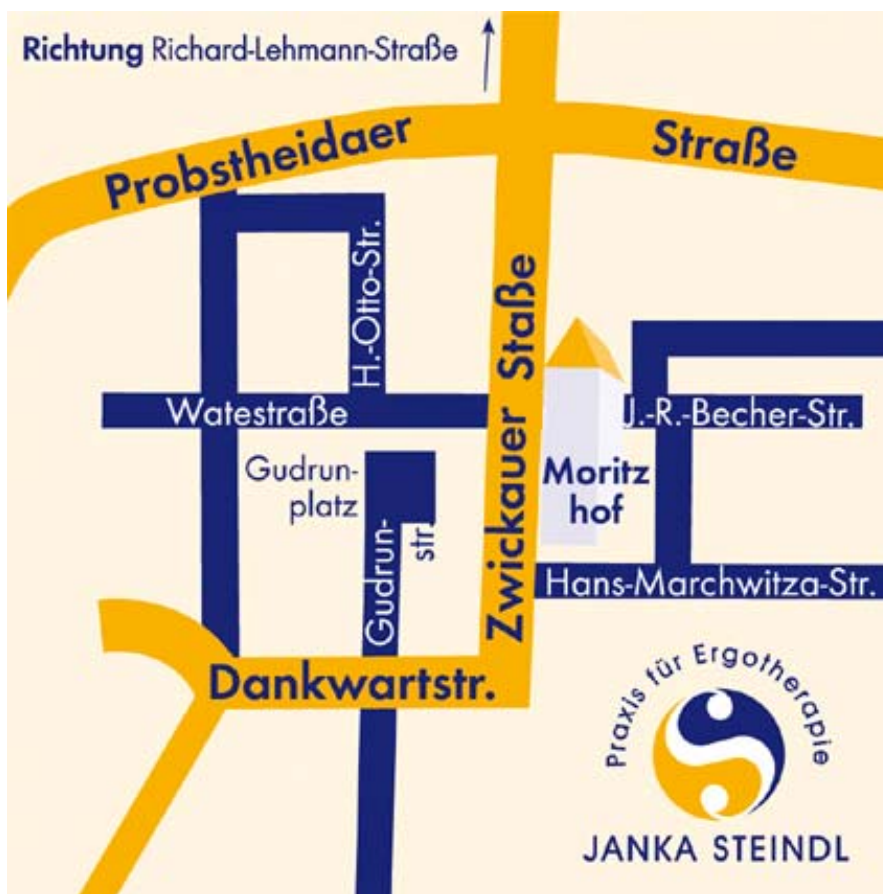 Richtung Richard-Lehmann-Straße
Probstheidaer Straße
H.-Otto-Str.
Zwickauer Staße
Watestraße
J.-R.-Becher-Str.
Gudrun-
platz
Moritz
hof
Gudrun-
str.
Hans-Marchwitza-Str.
Dankwartstr.
Praxis für Ergotherapie
JANKA STEINDL